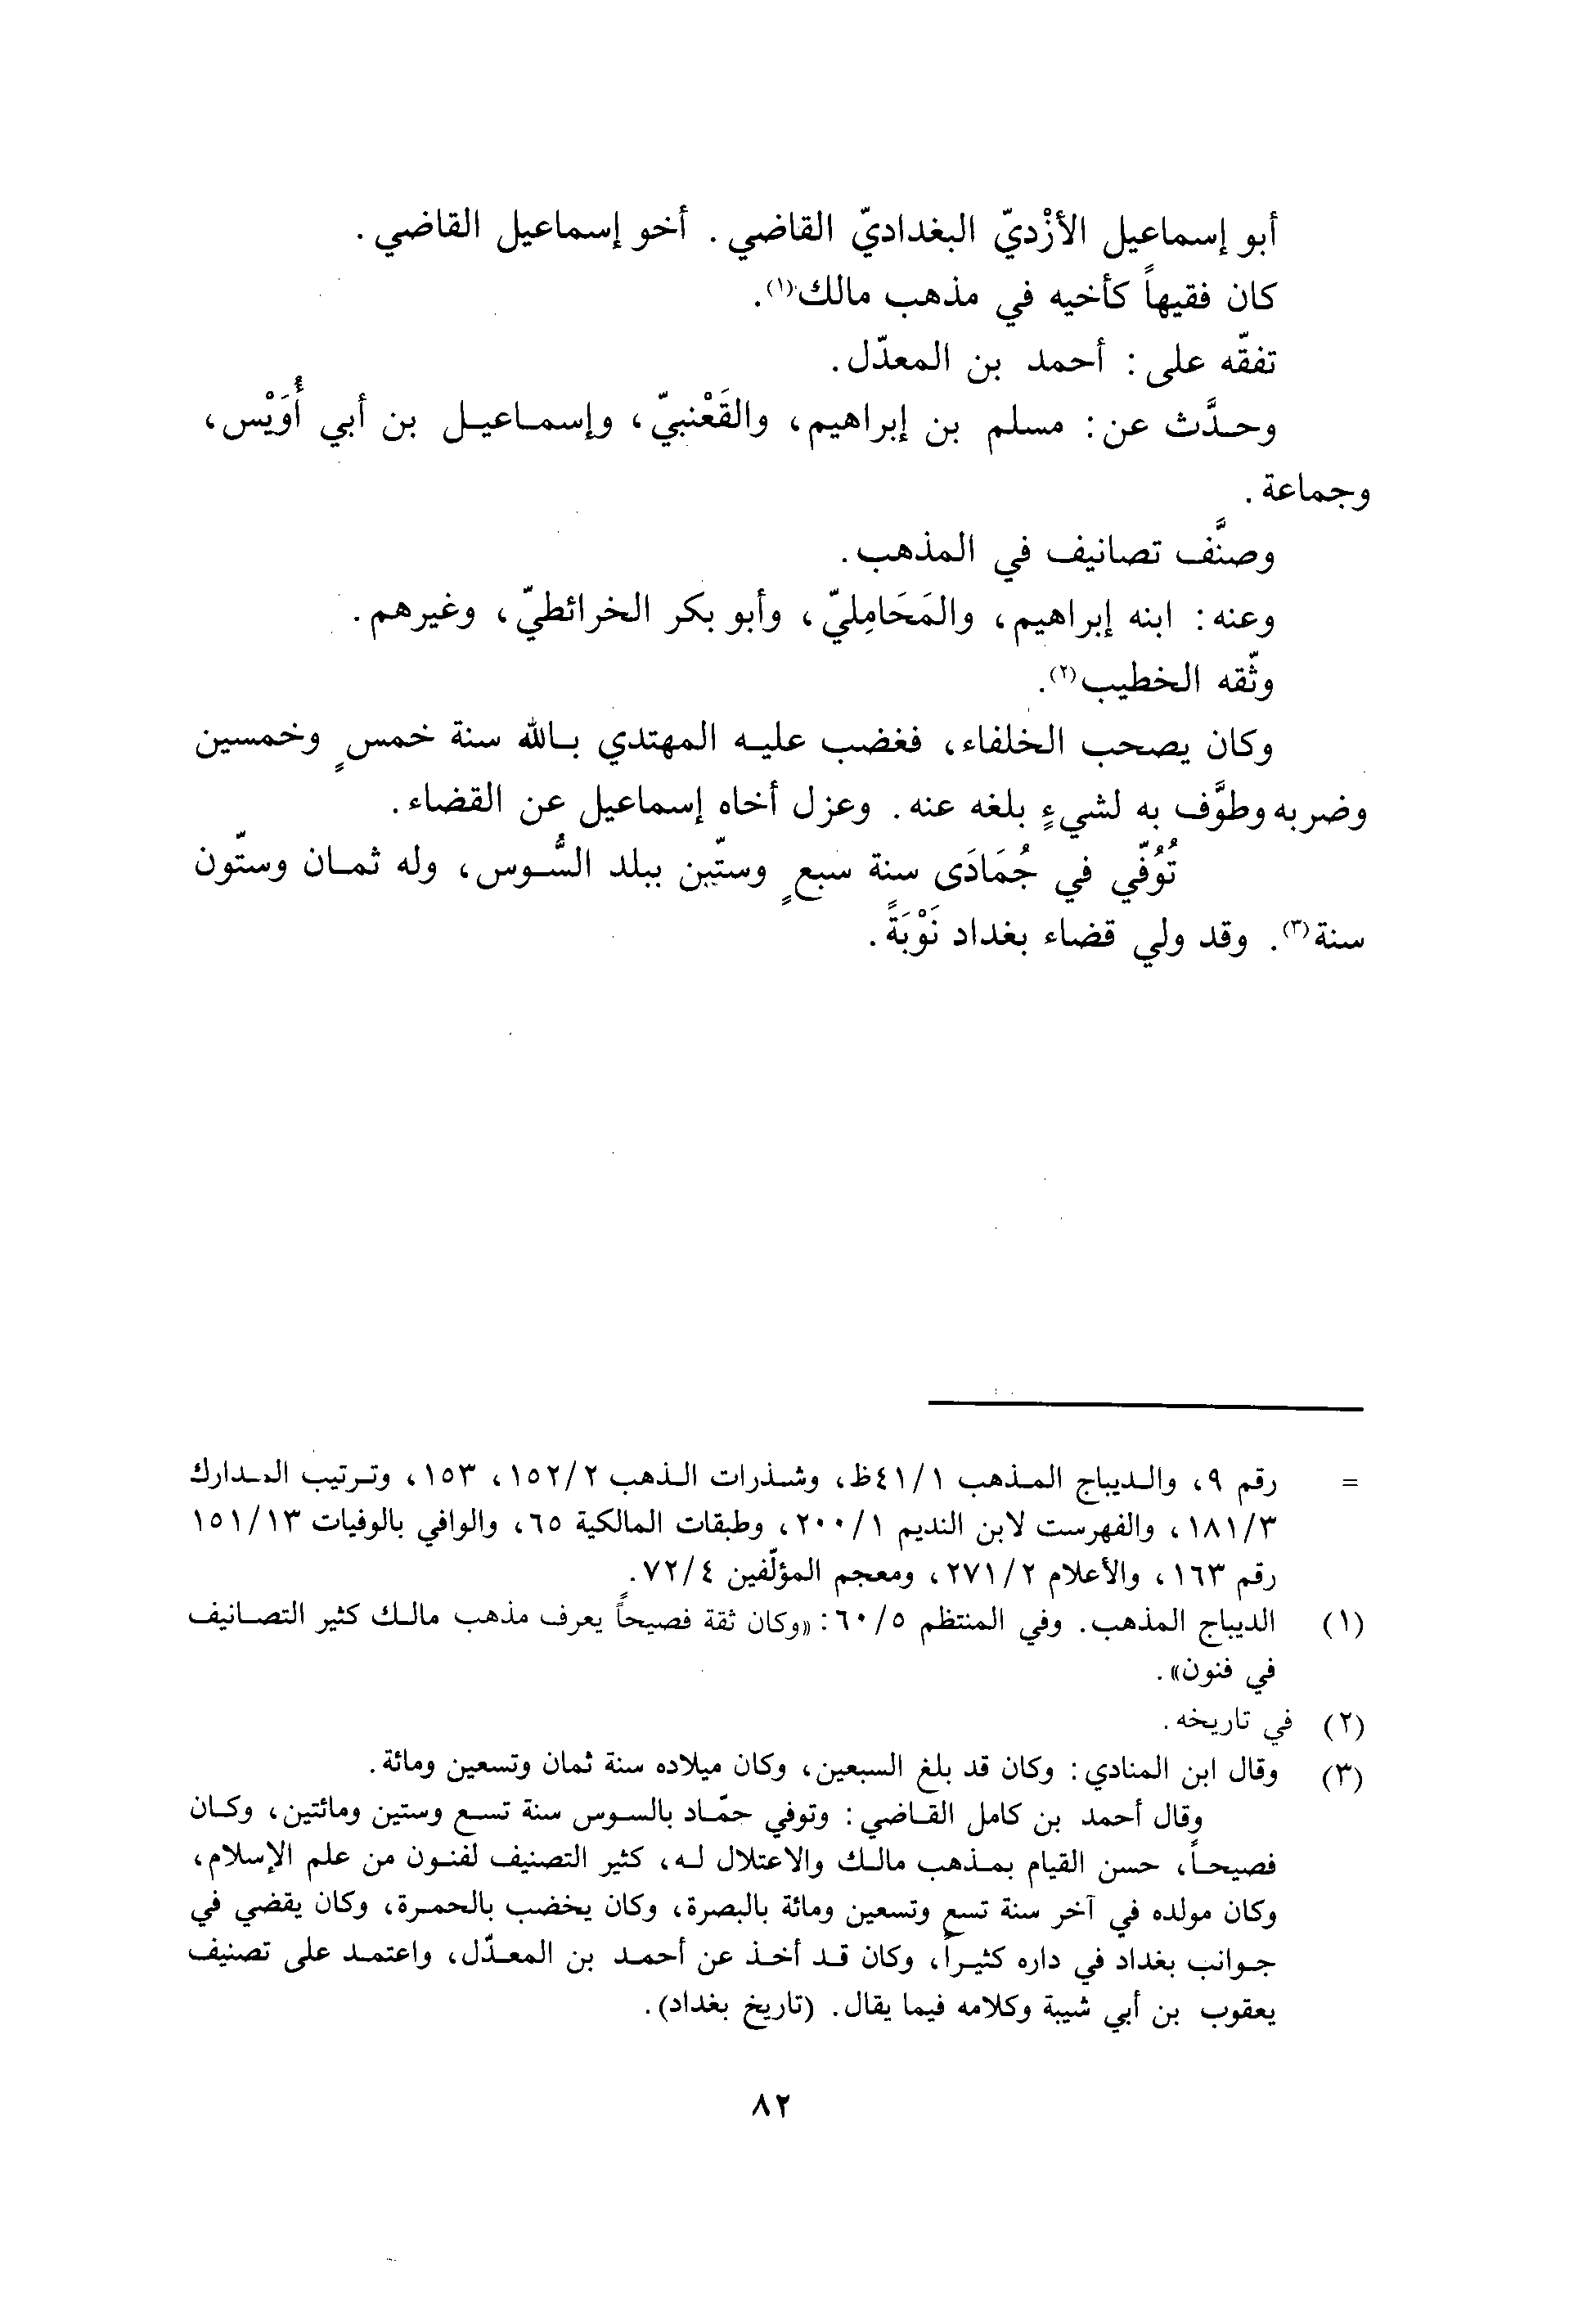 أبو إسماعيل الأزْديّ البغداديّ القاضي. أخو إسماعيل القاضي.
كان فقيهاً كأخيه في مذهب مالك(١).
تفقّه على: أحمد بن المعدّل.
وحدَّث عن: مسلم بن إبراهيم، والقَعْنبيّ، وإسماعيل بن أبي أُوَيْس،
وجماعة.
وصنَّف تصانيف في المذهب.
وعنه: ابنه إبراهيم، والمَحَامِليّ، وأبو بكر الخرائطيّ، وغيرهم.
وثّقه الخطيب(٢).
وكان يصحب الخلفاء، فغضب عليه المهتدي بالله سنة خمسٍ وخمسين
وضربه وطوَّف به لشيءٍ بلغه عنه. وعزل أخاه إسماعيل عن القضاء.
تُوُفّي في جُمَادَى سنة سبعٍ وستّين ببلد السُّوس، وله ثمان وستّون
سنة(٣). وقد ولي قضاء بغداد نَوْبَةً.
= رقم ٩، والديباج المذهب ٤١/١ظ، وشذرات الذهب ١٥٢/٢، ١٥٣، وترتيب المدارك
١٨١/٣، والفهرست لابن النديم ٢٠٠/١، وطبقات المالكية ٦٥، والوافي بالوفيات ١٥١/١٣
رقم ١٦٣، والأعلام ٢٧١/٢، ومعجم المؤلّفين ٧٢/٤.
(١) الديباج المذهب. وفي المنتظم ٦٠/٥: «وكان ثقة فصيحاً يعرف مذهب مالك كثير التصانيف
في فنون».
(٢) في تاريخه.
(٣) وقال ابن المنادي: وكان قد بلغ السبعين، وكان ميلاده سنة ثمان وتسعين ومائة.
وقال أحمد بن كامل القاضي: وتوفي حمّاد بالسوس سنة تسع وستين ومائتين، وكان
فصيحاً، حسن القيام بمذهب مالك والاعتلال له، كثير التصنيف لفنون من علم الإسلام،
وكان مولده في آخر سنة تسع وتسعين ومائة بالبصرة، وكان يخضب بالحمرة، وكان يقضي في
جوانب بغداد في داره كثيراً، وكان قد أخذ عن أحمد بن المعدّل، واعتمد على تصنيف
يعقوب بن أبي شيبة وكلامه فيما يقال. (تاريخ بغداد).
٨٢